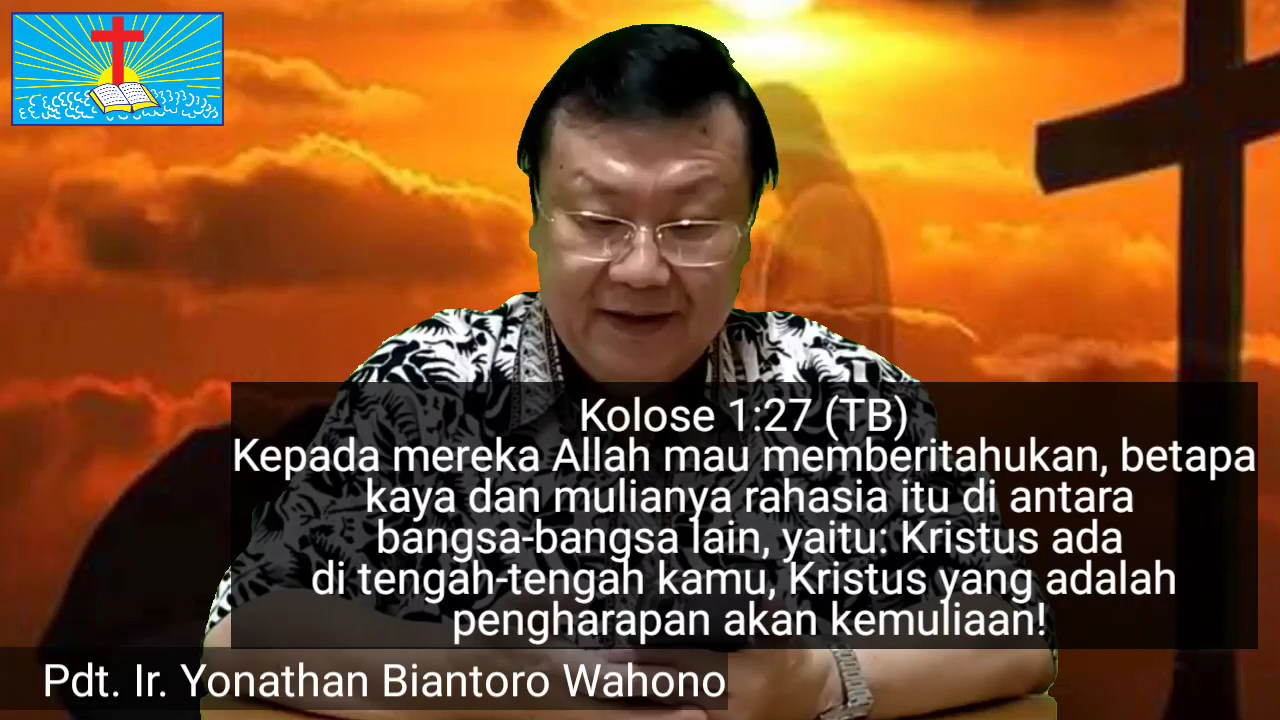 Kolose 1:27 (TB)
Kepada mereka Allah mau memberitahukan, betapa
kaya dan mulianya rahasia itu di antara
bangsa-bangsa lain, yaitu: Kristus ada
di tengah-tengah kamu, Kristus yang adalah
pengharapan akan kemuliaan!
Pdt. Ir. Yonathan Biantoro Wahono